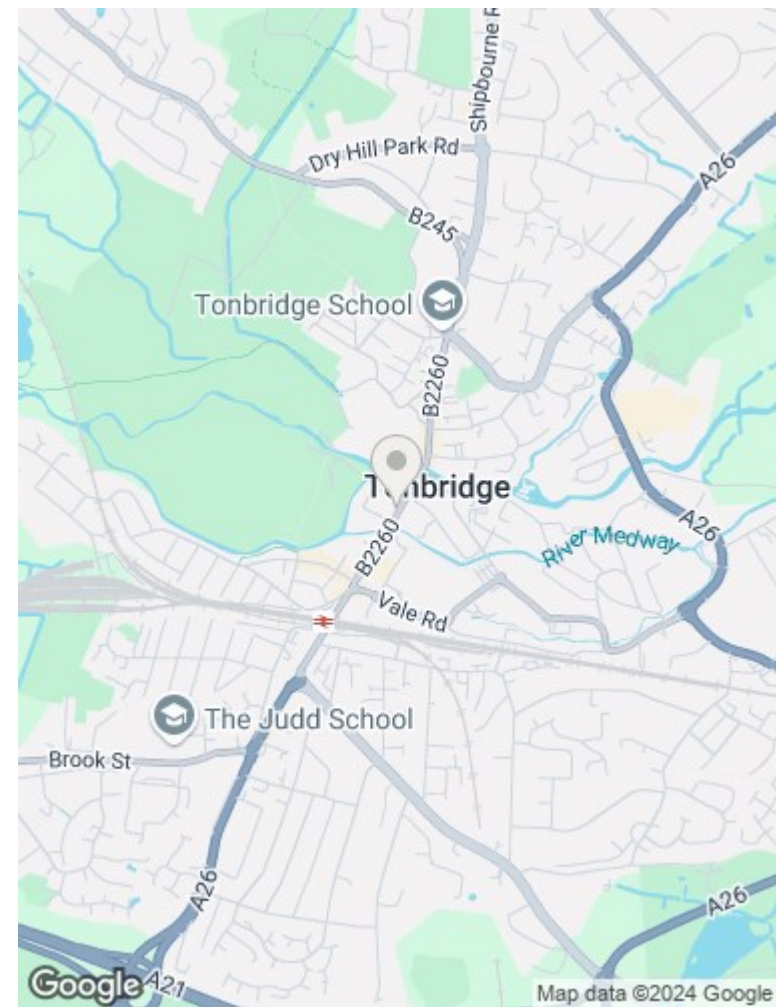 Shipbourne R
Dry Hill Park Rd
A26
B245
Tonbridge School
B2260
Tonbridge
B2260
A26
River Medway
Vale Rd
The Judd School
Brook St
A26
A26
A21
Google
Map data ©2024 Google